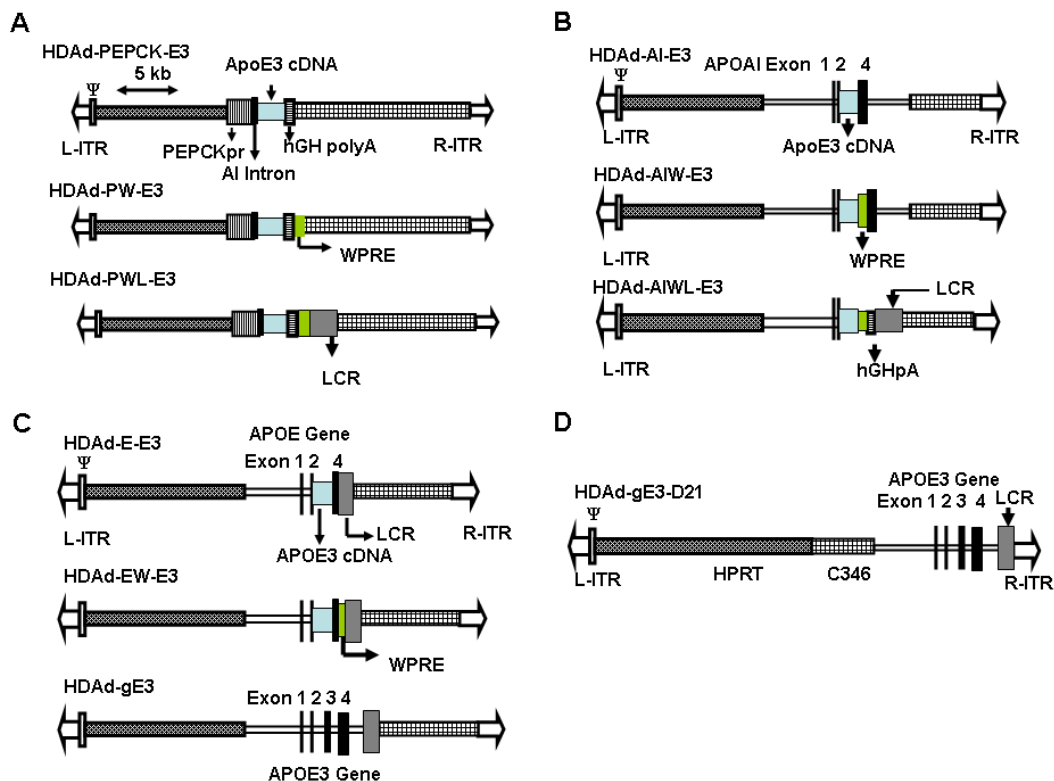 A
HDAd-PEPCK-E3
ApoE3 cDNA
Ψ
5 kb
L-ITR
PEPCKpr
AI Intron
hGH polyA
R-ITR
HDAd-PW-E3
WPRE
HDAd-PWL-E3
LCR
B
HDAd-AI-E3
APOAI Exon 1 2 4
Ψ
L-ITR
ApoE3 cDNA
R-ITR
HDAd-AIW-E3
L-ITR
WPRE
HDAd-AIWL-E3
LCR
L-ITR
hGHpA
C
HDAd-E-E3
APOE Gene
Ψ
Exon 1 2 4
L-ITR
LCR
R-ITR
APOE3 cDNA
HDAd-EW-E3
WPRE
HDAd-gE3
Exon 1 2 3 4
APOE3 Gene
D
HDAd-gE3-D21
APOE3 Gene
Exon 1 2 3 4
LCR
Ψ
L-ITR
HPRT
C346
R-ITR